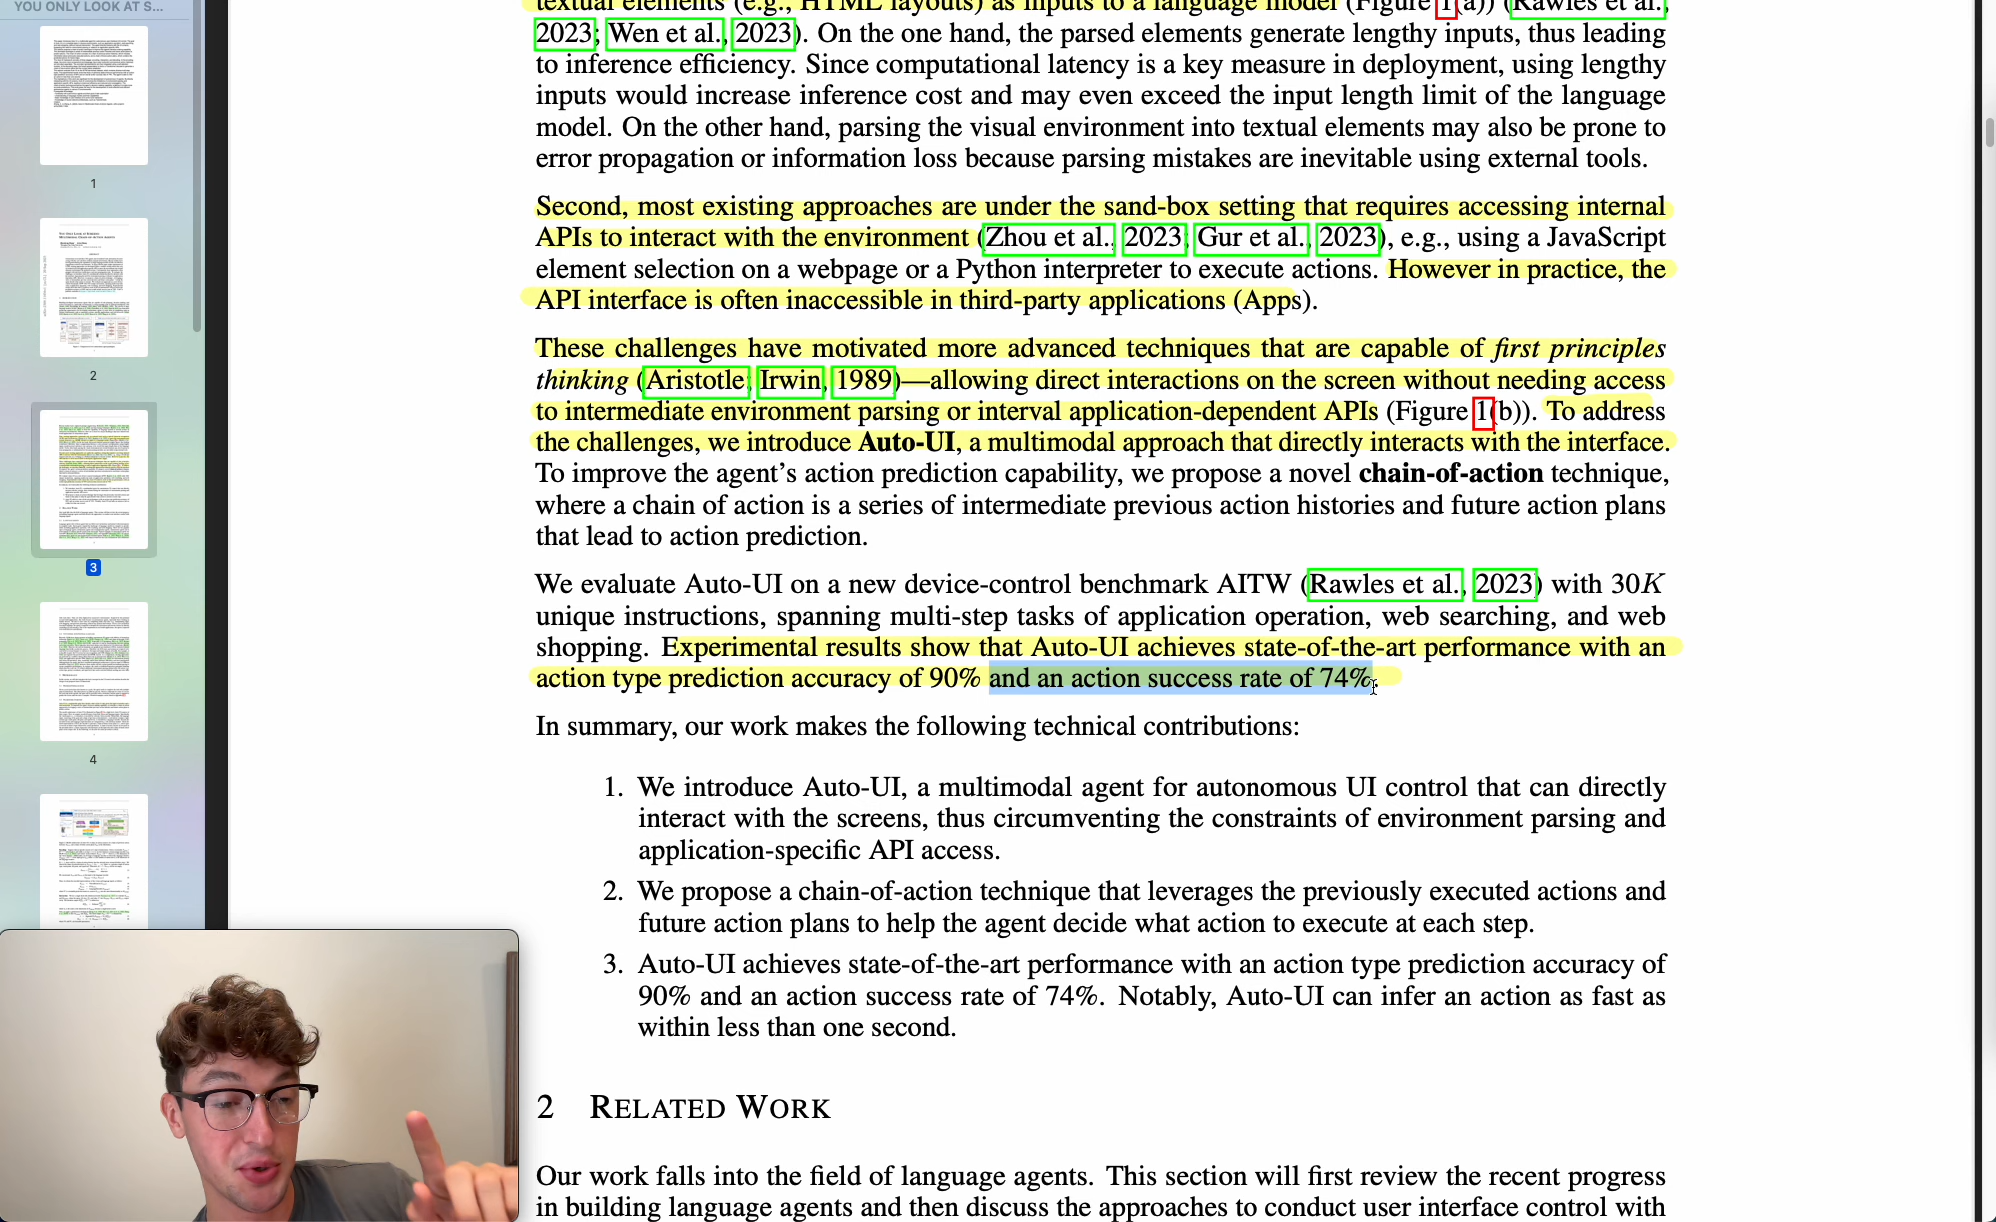 YOU ONLY LOOK AT S...
1
2
3
4
textual elements (e.g., HTML layouts) as inputs to a language model (Figure 1(a)) (Rawles et al.,
2023; Wen et al., 2023). On the one hand, the parsed elements generate lengthy inputs, thus leading
to inference efficiency. Since computational latency is a key measure in deployment, using lengthy
inputs would increase inference cost and may even exceed the input length limit of the language
model. On the other hand, parsing the visual environment into textual elements may also be prone to
error propagation or information loss because parsing mistakes are inevitable using external tools.
Second, most existing approaches are under the sand-box setting that requires accessing internal
APIs to interact with the environment (Zhou et al., 2023; Gur et al., 2023), e.g., using a JavaScript
element selection on a webpage or a Python interpreter to execute actions. However in practice, the
API interface is often inaccessible in third-party applications (Apps).
These challenges have motivated more advanced techniques that are capable of first principles
thinking (Aristotle; Irwin, 1989)—allowing direct interactions on the screen without needing access
to intermediate environment parsing or interval application-dependent APIs (Figure 1(b)). To address
the challenges, we introduce Auto-UI, a multimodal approach that directly interacts with the interface.
To improve the agent's action prediction capability, we propose a novel chain-of-action technique,
where a chain of action is a series of intermediate previous action histories and future action plans
that lead to action prediction.
We evaluate Auto-UI on a new device-control benchmark AITW (Rawles et al., 2023) with 30K
unique instructions, spanning multi-step tasks of application operation, web searching, and web
shopping. Experimental results show that Auto-UI achieves state-of-the-art performance with an
action type prediction accuracy of 90% and an action success rate of 74%.
In summary, our work makes the following technical contributions:
1. We introduce Auto-UI, a multimodal agent for autonomous UI control that can directly
interact with the screens, thus circumventing the constraints of environment parsing and
application-specific API access.
2. We propose a chain-of-action technique that leverages the previously executed actions and
future action plans to help the agent decide what action to execute at each step.
3. Auto-UI achieves state-of-the-art performance with an action type prediction accuracy of
90% and an action success rate of 74%. Notably, Auto-UI can infer an action as fast as
within less than one second.
2 RELATED WORK
Our work falls into the field of language agents. This section will first review the recent progress
in building language agents and then discuss the approaches to conduct user interface control with